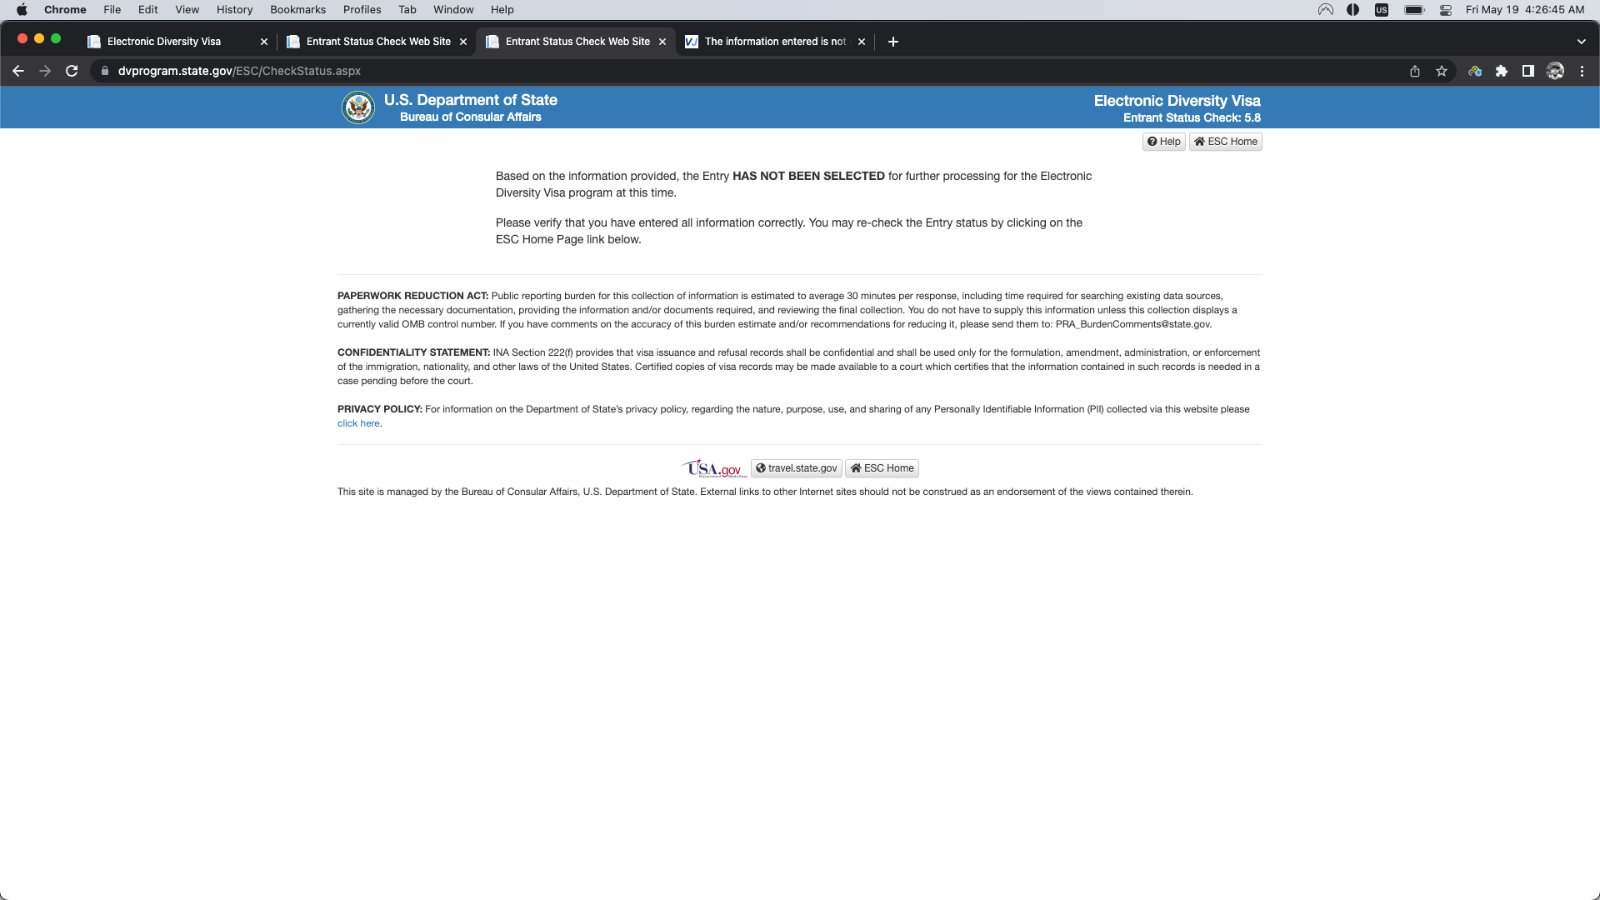 Chrome File Edit View History Bookmarks Profiles Tab Window Help US Fri May 19 4:26:45 AM
Electronic Diversity Visa Entrant Status Check Web Site Entrant Status Check Web Site VJ The information entered is not
dvprogram.state.gov/ESC/CheckStatus.aspx
U.S. Department of State
Bureau of Consular Affairs
Electronic Diversity Visa
Entrant Status Check: 5.8
Help ESC Home
Based on the information provided, the Entry HAS NOT BEEN SELECTED for further processing for the Electronic
Diversity Visa program at this time.
Please verify that you have entered all information correctly. You may re-check the Entry status by clicking on the
ESC Home Page link below.
PAPERWORK REDUCTION ACT: Public reporting burden for this collection of information is estimated to average 30 minutes per response, including time required for searching existing data sources,
gathering the necessary documentation, providing the information and/or documents required, and reviewing the final collection. You do not have to supply this information unless this collection displays a
currently valid OMB control number. If you have comments on the accuracy of this burden estimate and/or recommendations for reducing it, please send them to: PRA_BurdenComments@state.gov.
CONFIDENTIALITY STATEMENT: INA Section 222(f) provides that visa issuance and refusal records shall be confidential and shall be used only for the formulation, amendment, administration, or enforcement
of the immigration, nationality, and other laws of the United States. Certified copies of visa records may be made available to a court which certifies that the information contained in such records is needed in a
case pending before the court.
PRIVACY POLICY: For information on the Department of State's privacy policy, regarding the nature, purpose, use, and sharing of any Personally Identifiable Information (PII) collected via this website please
click here.
USA.gov travel.state.gov ESC Home
This site is managed by the Bureau of Consular Affairs, U.S. Department of State. External links to other Internet sites should not be construed as an endorsement of the views contained therein.